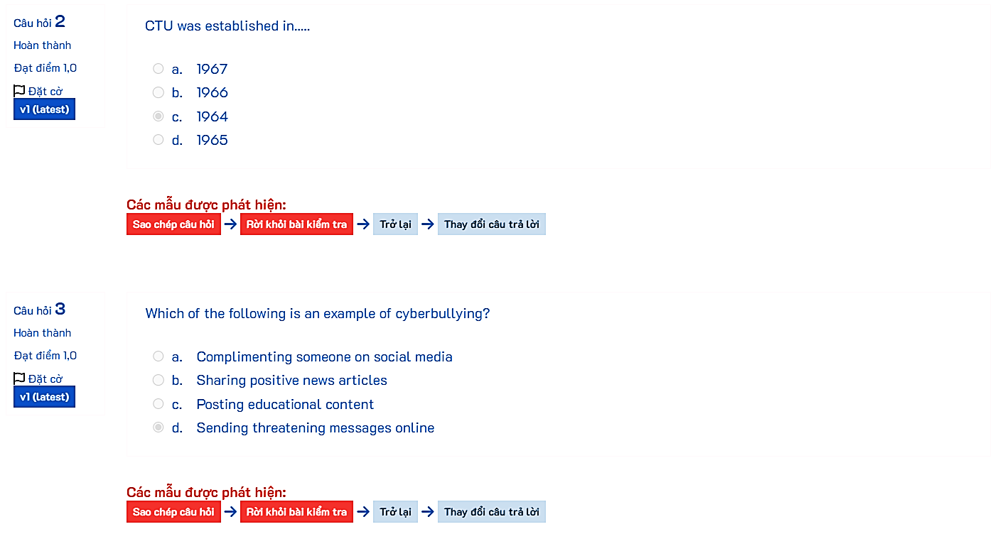 Câu hỏi 2
Hoàn thành
Đạt điểm 1,0
Đặt cờ
v1 (latest)
CTU was established in.....
a. 1967
b. 1966
c. 1964
d. 1965
Các mẫu được phát hiện:
Sao chép câu hỏi → Rời khỏi bài kiểm tra → Trở lại → Thay đổi câu trả lời
Câu hỏi 3
Hoàn thành
Đạt điểm 1,0
Đặt cờ
v1 (latest)
Which of the following is an example of cyberbullying?
a. Complimenting someone on social media
b. Sharing positive news articles
c. Posting educational content
d. Sending threatening messages online
Các mẫu được phát hiện:
Sao chép câu hỏi → Rời khỏi bài kiểm tra → Trở lại → Thay đổi câu trả lời